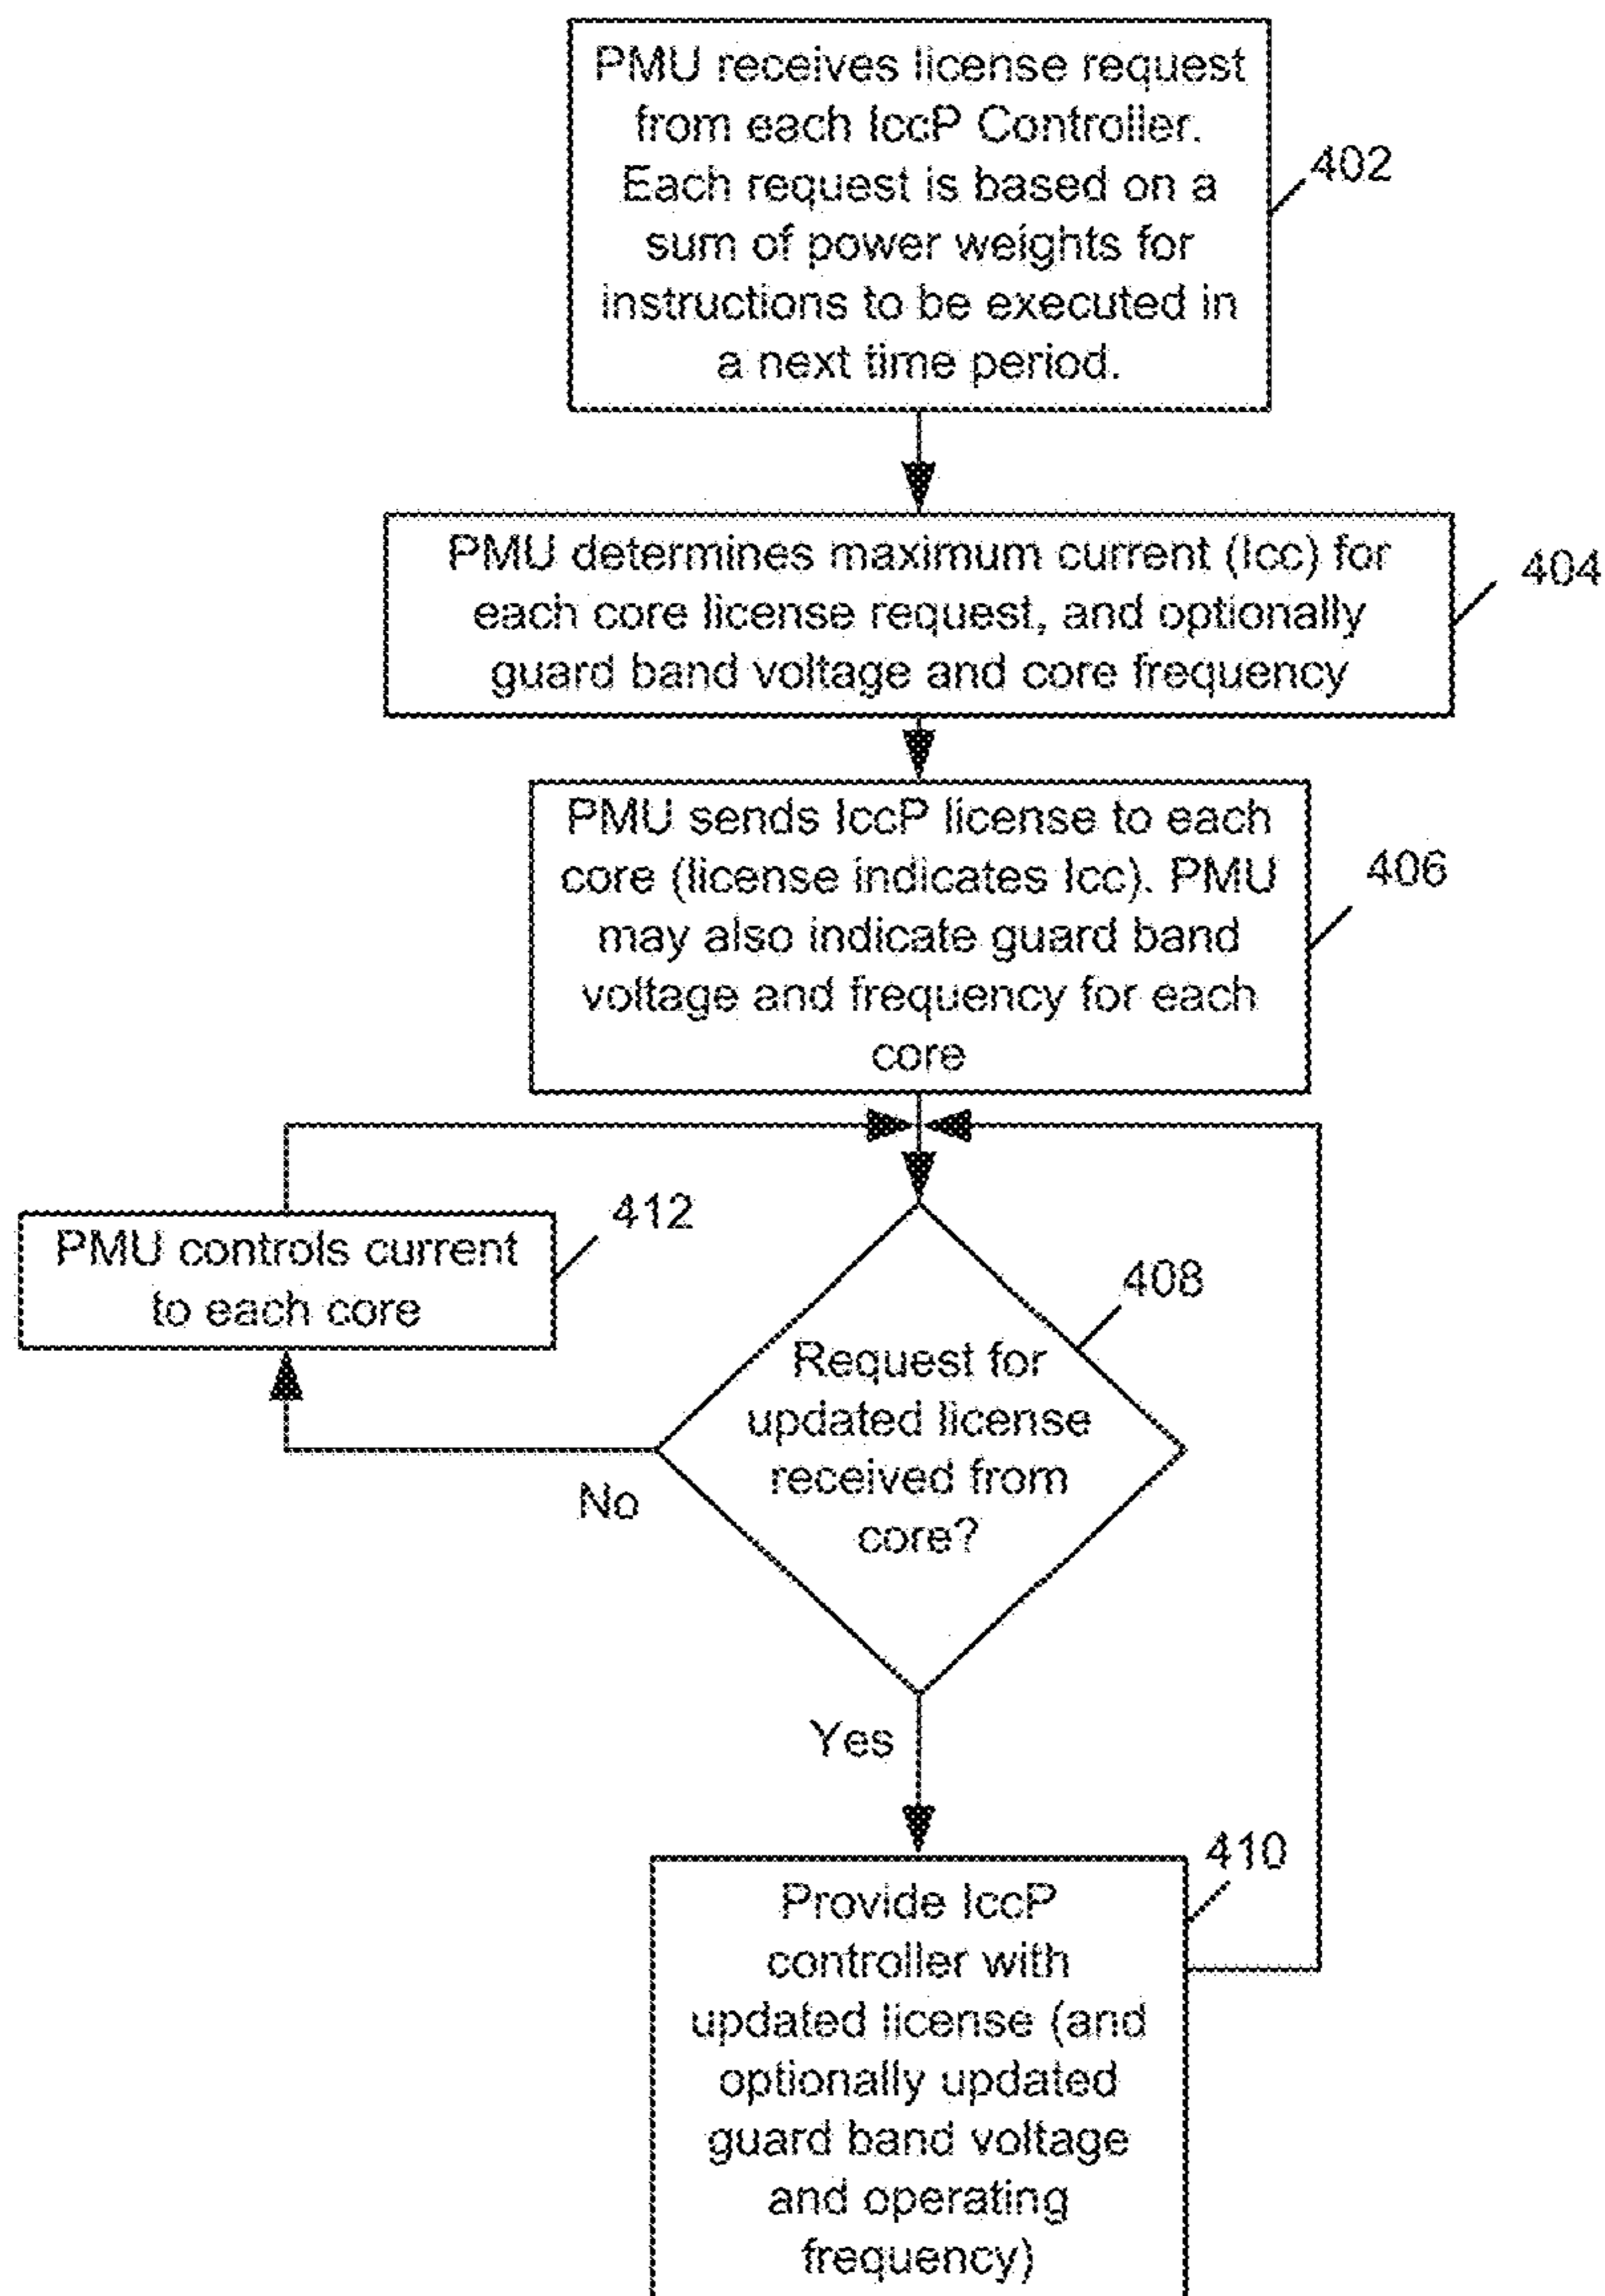 PMU receives license request
from each IccP Controller.
Each request is based on a
sum of power weights for
instructions to be executed in
a next time period.
402
PMU determines maximum current (Icc) for
each core license request, and optionally
guard band voltage and core frequency
404
PMU sends IccP license to each
core (license indicates Icc). PMU
may also indicate guard band
voltage and frequency for each
core
406
PMU controls current
to each core
412
408
Request for
updated license
received from
core?
No
Yes
410
Provide IccP
controller with
updated license (and
optionally updated
guard band voltage
and operating
frequency)